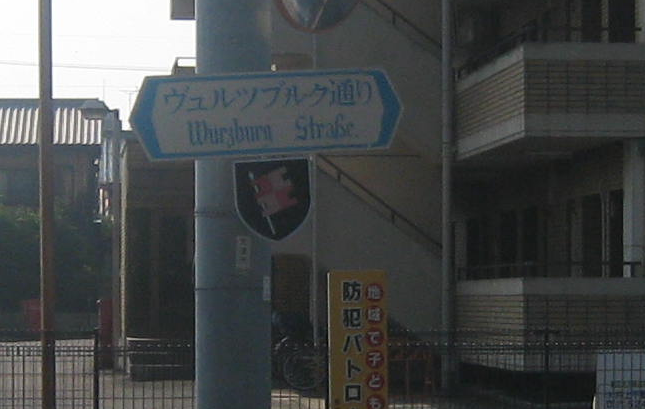 ヴュルツブルク通り
Würzburg Straße.
防犯パトロ
地域で子ども